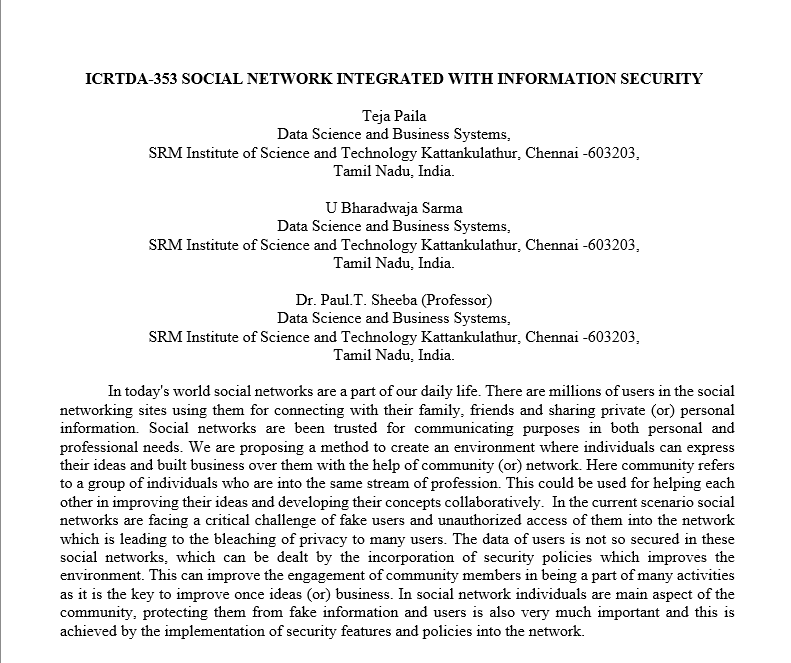 ICRTDA-353 SOCIAL NETWORK INTEGRATED WITH INFORMATION SECURITY
Teja Paila
Data Science and Business Systems,
SRM Institute of Science and Technology Kattankulathur, Chennai -603203,
Tamil Nadu, India.
U Bharadwaja Sarma
Data Science and Business Systems,
SRM Institute of Science and Technology Kattankulathur, Chennai -603203,
Tamil Nadu, India.
Dr. Paul.T. Sheeba (Professor)
Data Science and Business Systems,
SRM Institute of Science and Technology Kattankulathur, Chennai -603203,
Tamil Nadu, India.
In today's world social networks are a part of our daily life. There are millions of users in the social
networking sites using them for connecting with their family, friends and sharing private (or) personal
information. Social networks are been trusted for communicating purposes in both personal and
professional needs. We are proposing a method to create an environment where individuals can express
their ideas and built business over them with the help of community (or) network. Here community refers
to a group of individuals who are into the same stream of profession. This could be used for helping each
other in improving their ideas and developing their concepts collaboratively. In the current scenario social
networks are facing a critical challenge of fake users and unauthorized access of them into the network
which is leading to the bleaching of privacy to many users. The data of users is not so secured in these
social networks, which can be dealt by the incorporation of security policies which improves the
environment. This can improve the engagement of community members in being a part of many activities
as it is the key to improve once ideas (or) business. In social network individuals are main aspect of the
community, protecting them from fake information and users is also very much important and this is
achieved by the implementation of security features and policies into the network.